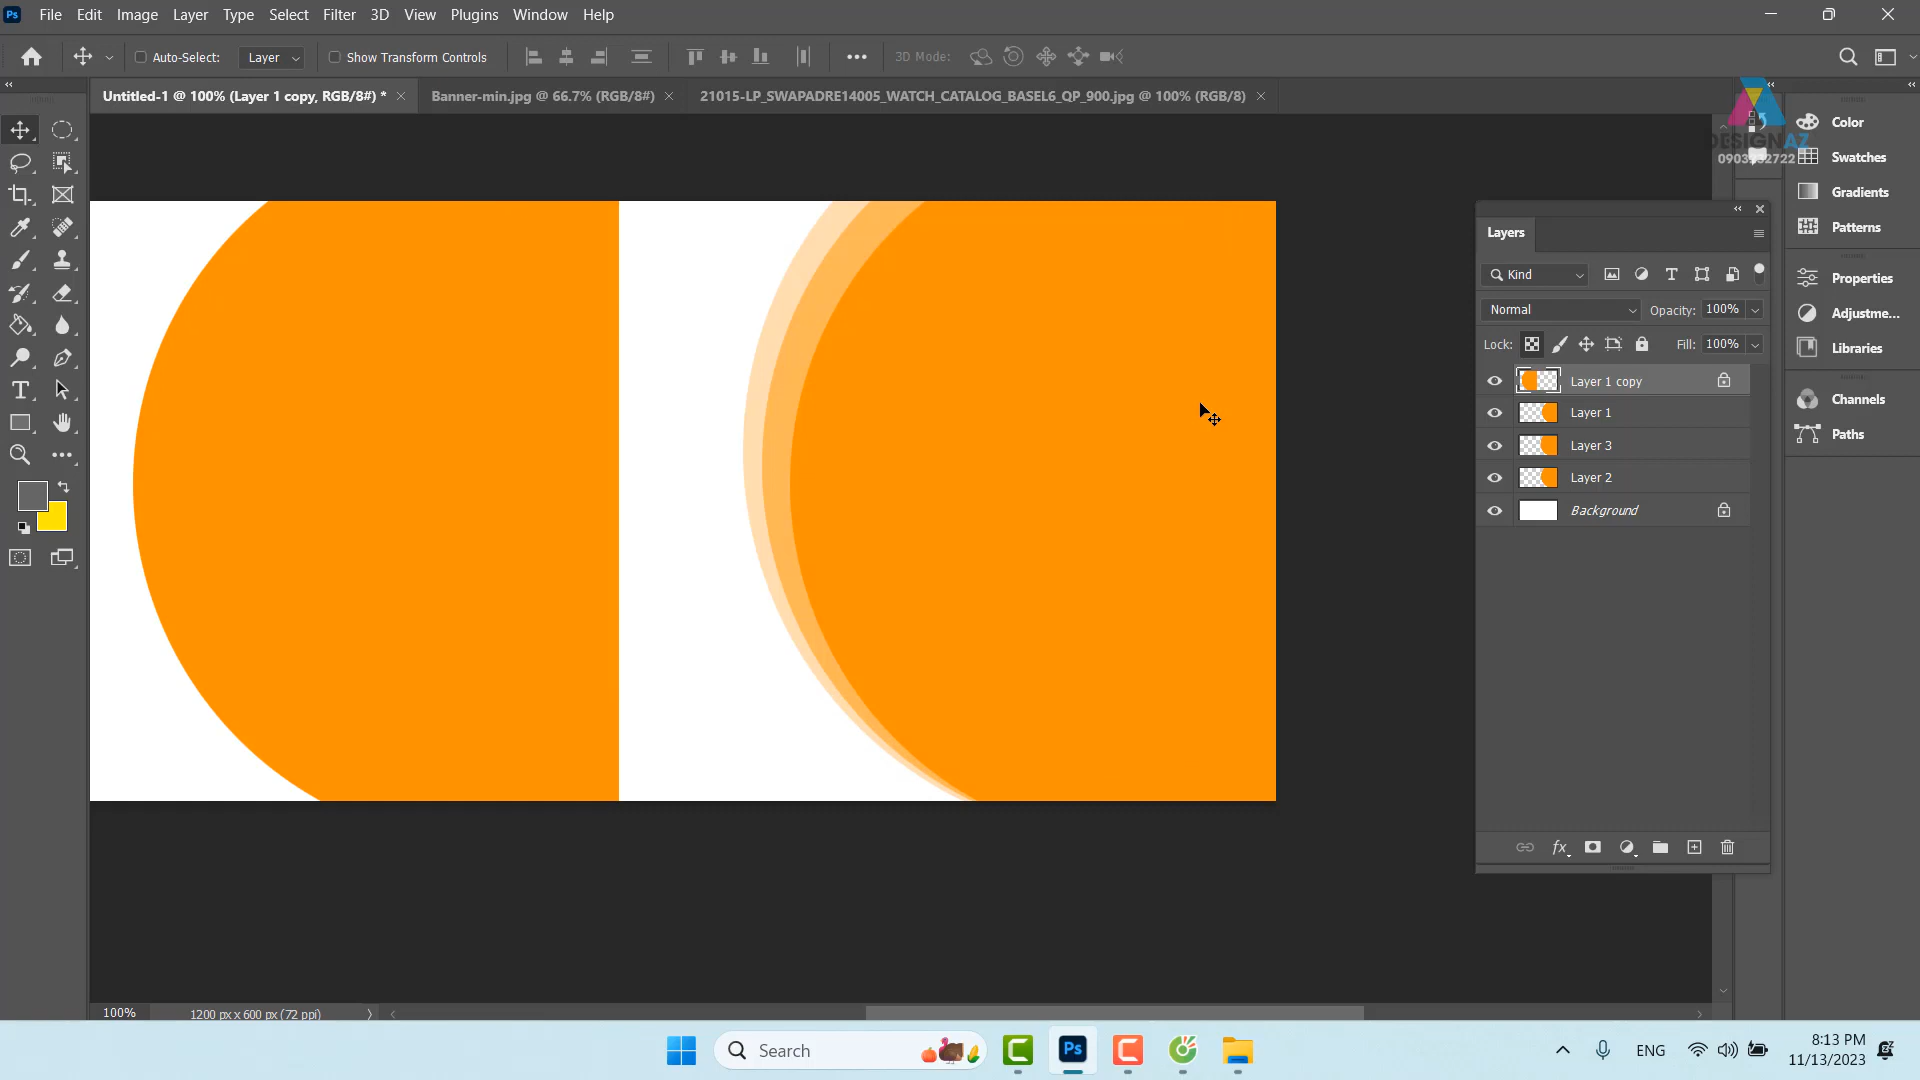 File Edit Image Layer Type Select Filter 3D View Plugins Window Help
Auto-Select: Layer Show Transform Controls 3D Mode:
Untitled-1 @ 100% (Layer 1 copy, RGB/8#) * Banner-min.jpg @ 66.7% (RGB/8#) 21015-LP_SWAPADRE14005_WATCH_CATALOG_BASEL6_QP_900.jpg @ 100% (RGB/8)
DESIGNAZ
Color
Swatches
Gradients
Patterns
Properties
Adjustme...
Libraries
Channels
Paths
Layers
Kind
Normal Opacity: 100%
Lock: Fill: 100%
Layer 1 copy
Layer 1
Layer 3
Layer 2
Background
fx
100% 1200 px x 600 px (72 ppi)
Search
Ps
ENG
8:13 PM
11/13/2023